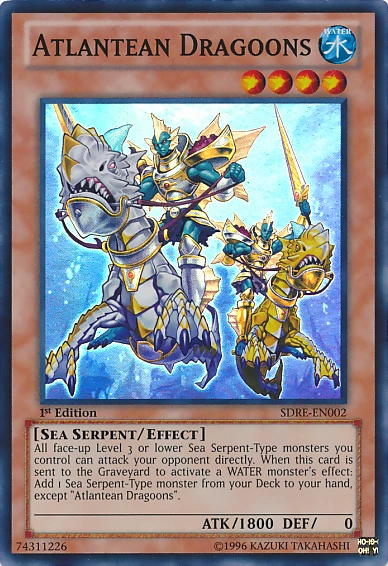 ATLANTEAN DRAGOONS
WATER
水
1st Edition
SDRE-EN002
[SEA SERPENT/EFFECT]
All face-up Level 3 or lower Sea Serpent-Type monsters you
control can attack your opponent directly. When this card is
sent to the Graveyard to activate a WATER monster's effect:
Add 1 Sea Serpent-Type monster from your Deck to your hand,
except "Atlantean Dragoons".
ATK/1800 DEF/ 0
74311226
©1996 KAZUKI TAKAHASHI